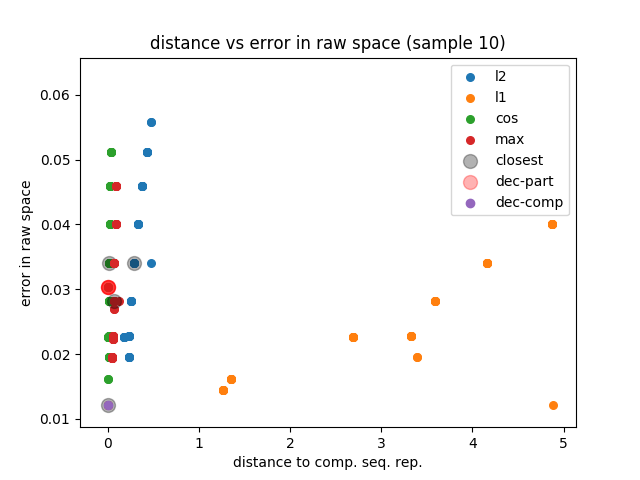 distance vs error in raw space (sample 10)
l2
l1
cos
max
closest
dec-part
dec-comp
error in raw space
0.06
0.05
0.04
0.03
0.02
0.01
0 1 2 3 4 5
distance to comp. seq. rep.